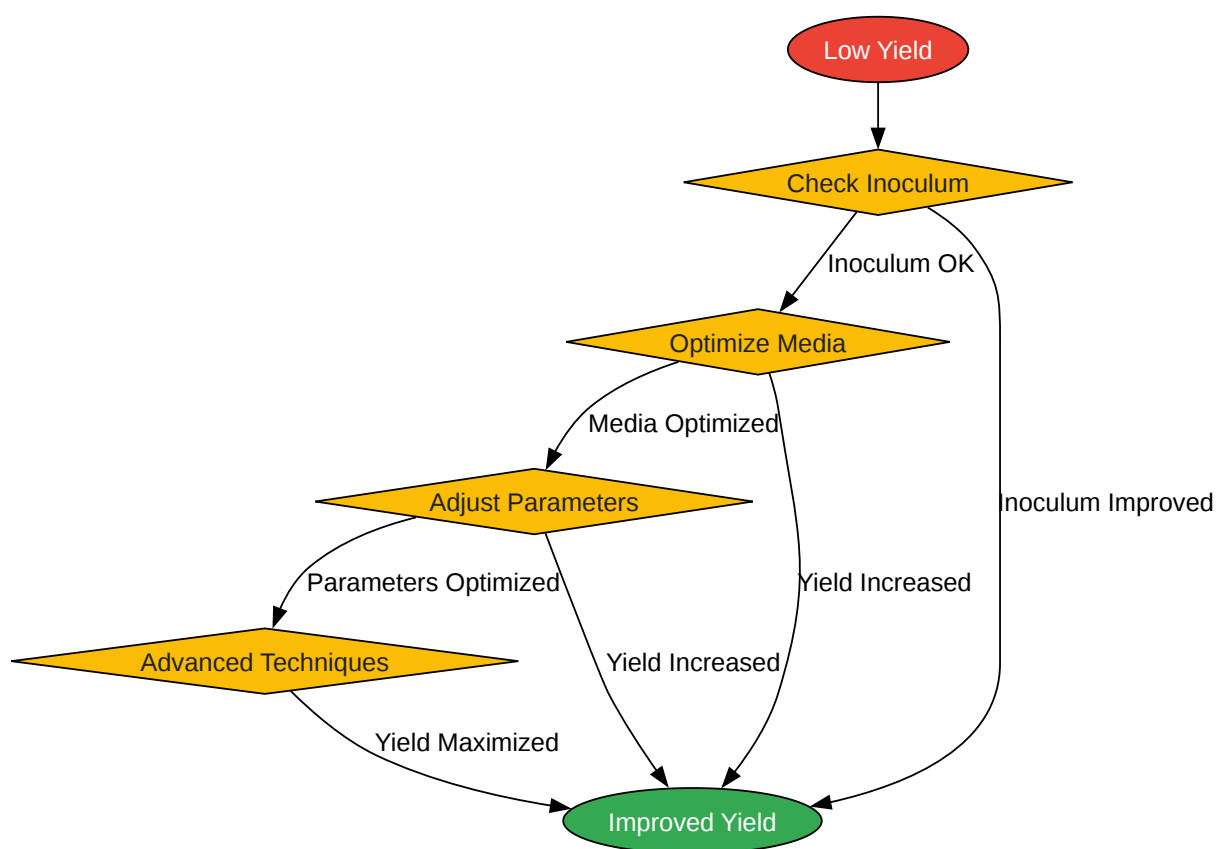 Low Yield
Check Inoculum
Inoculum OK
Optimize Media
Media Optimized
Adjust Parameters
Inoculum Improved
Parameters Optimized
Yield Increased
Advanced Techniques
Yield Increased
Yield Maximized
Improved Yield